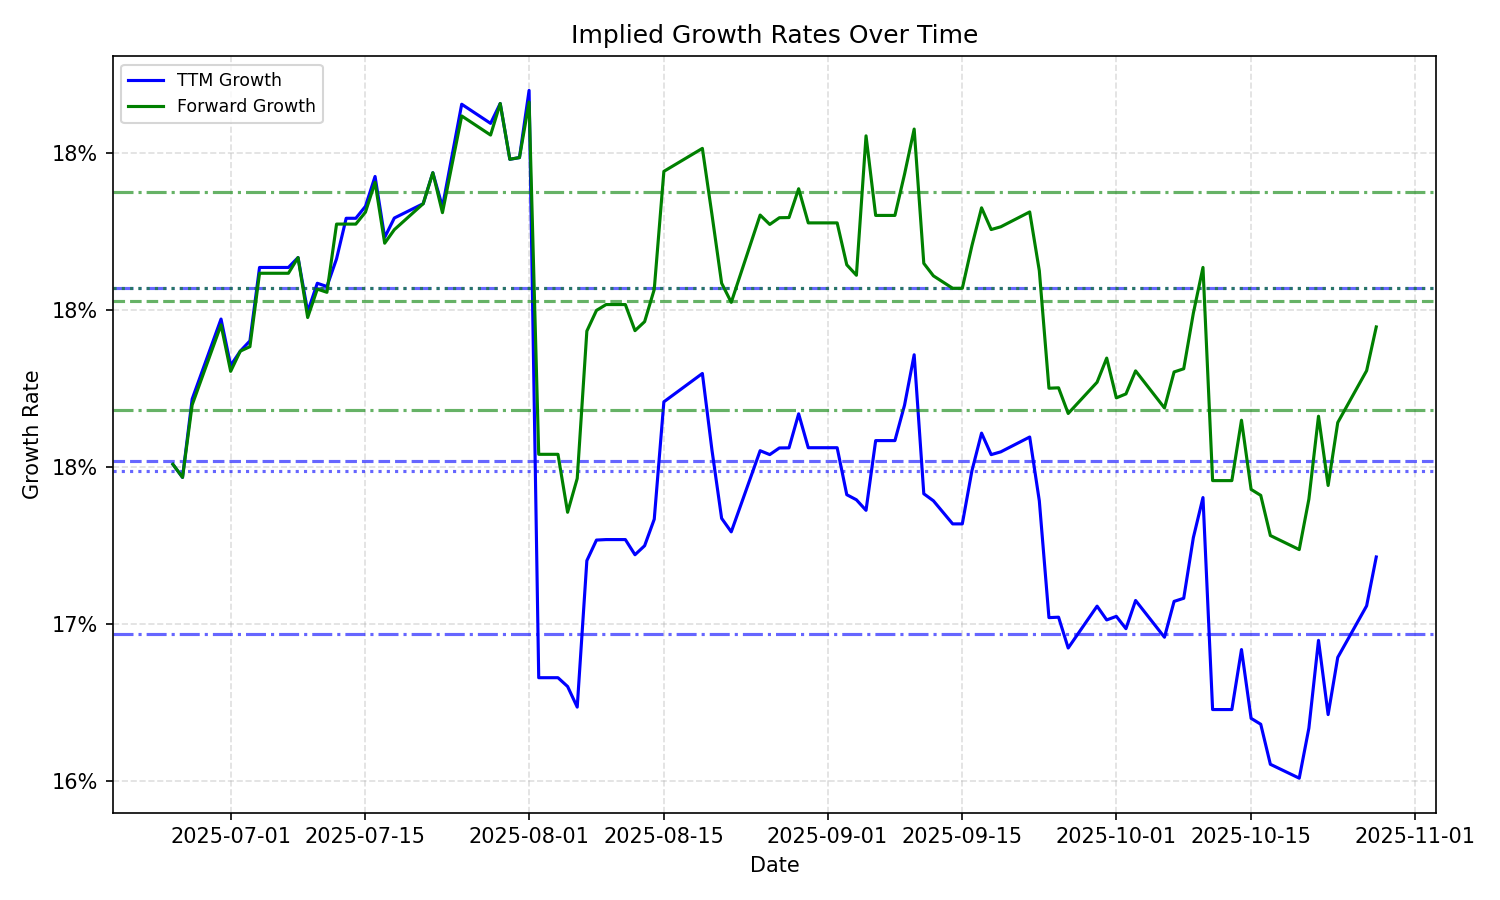 Implied Growth Rates Over Time
TTM Growth
Forward Growth
18%
18%
18%
17%
16%
Growth Rate
2025-07-01 2025-07-15 2025-08-01 2025-08-15 2025-09-01 2025-09-15 2025-10-01 2025-10-15 2025-11-01
Date